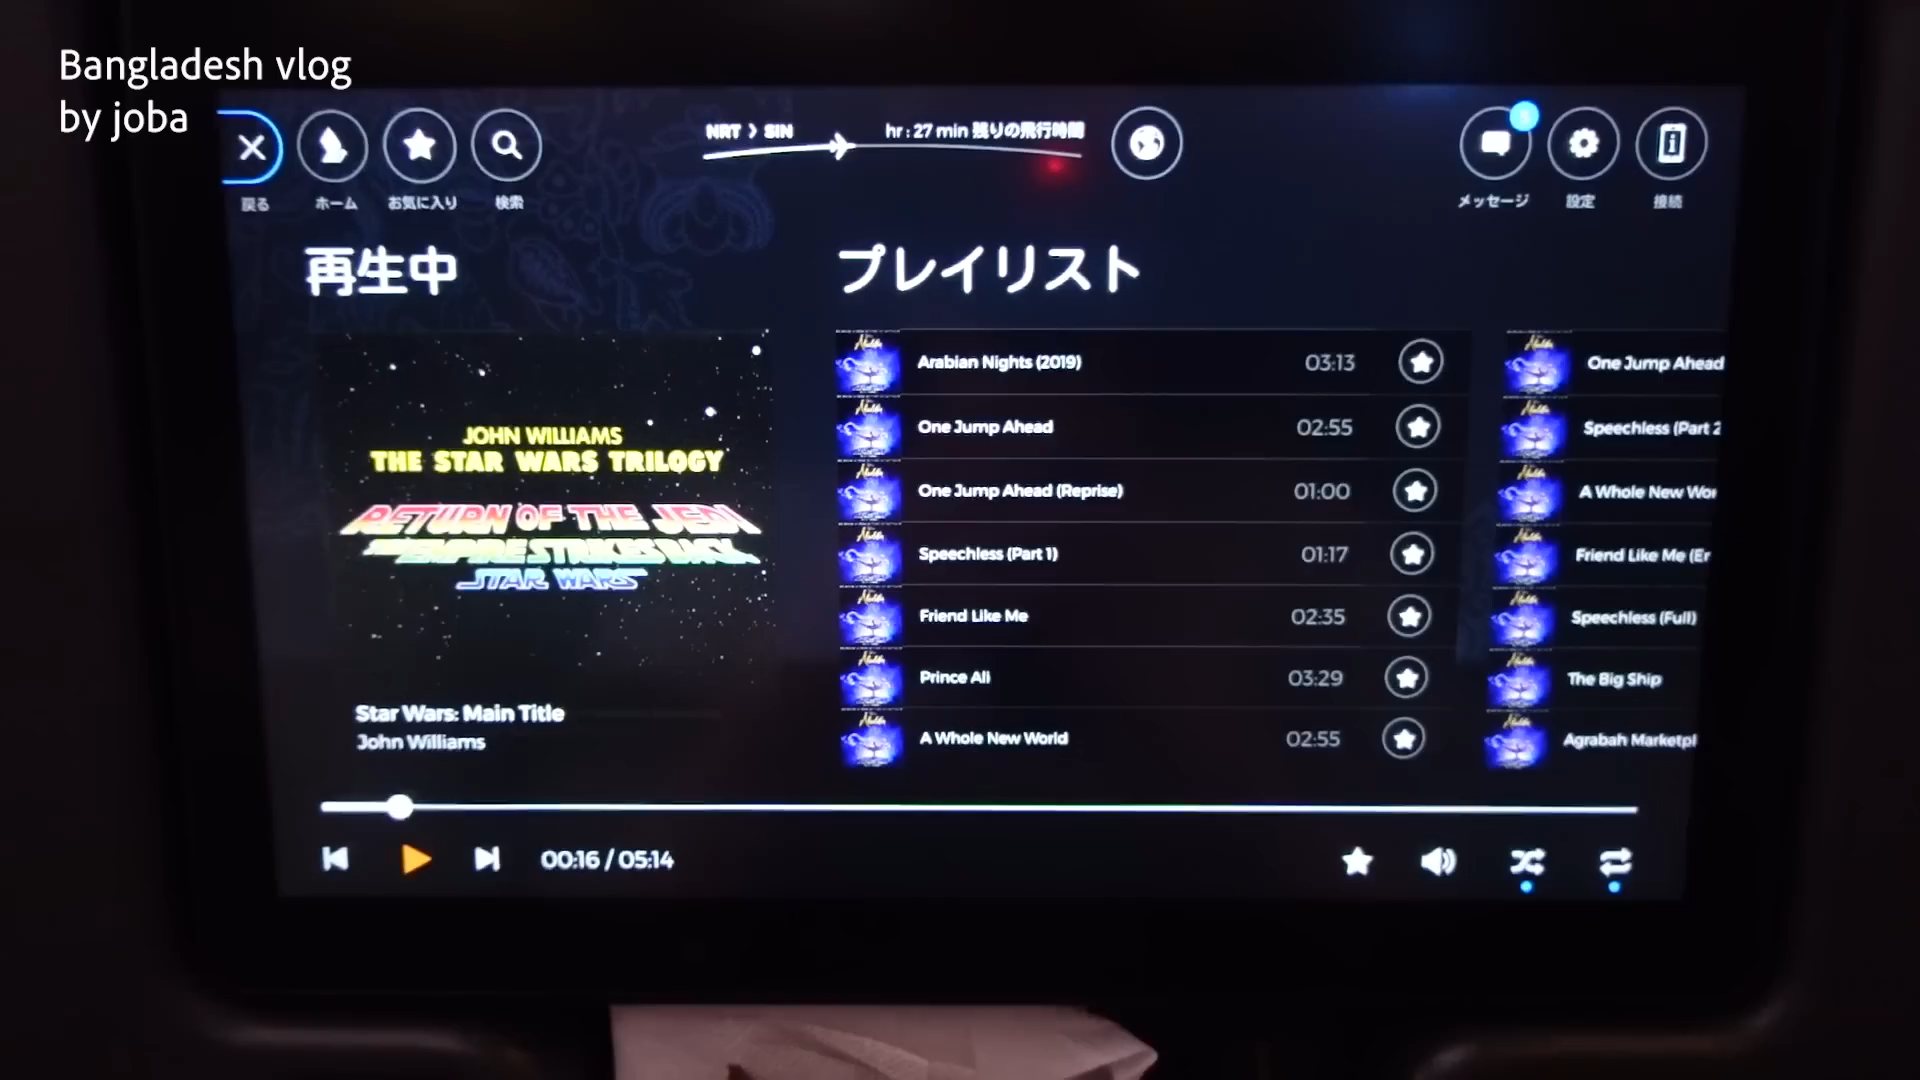 Bangladesh vlog
by joba
NRT > SIN
hr : 27 min 残りの飛行時間
戻る
ホーム
お気に入り
検索
メッセージ
設定
接続
再生中
プレイリスト
JOHN WILLIAMS
THE STAR WARS TRILOGY
RETURN OF THE JEDI
EMPIRE STRIKES BACK
STAR WARS
Star Wars: Main Title
John Williams
Arabian Nights (2019) 03:13
One Jump Ahead 02:55
One Jump Ahead (Reprise) 01:00
Speechless (Part 1) 01:17
Friend Like Me 02:35
Prince Ali 03:29
A Whole New World 02:55
One Jump Ahead
Speechless (Part 2
A Whole New Wor
Friend Like Me (Er
Speechless (Full)
The Big Ship
Agrabah Marketpl
00:16 / 05:14